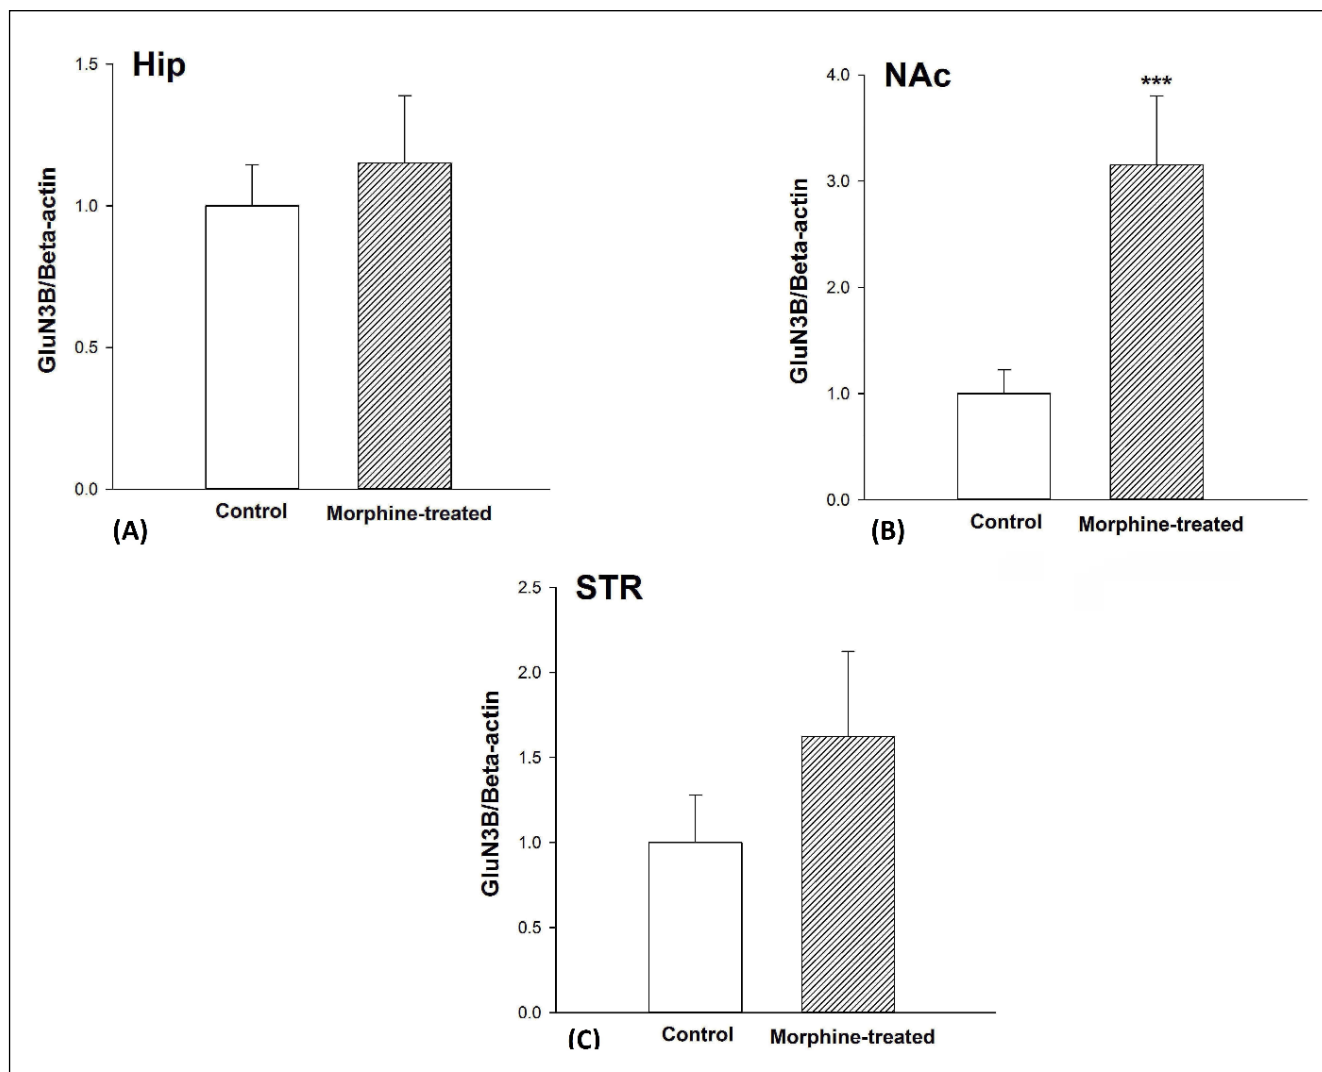 Hip
1.5
1.0
0.5
0.0
GluN3B/Beta-actin
Control
Morphine-treated
(A)
NAc
***
4.0
3.0
2.0
1.0
0.0
GluN3B/Beta-actin
Control
Morphine-treated
(B)
STR
2.5
2.0
1.5
1.0
0.5
0.0
GluN3B/Beta-actin
Control
Morphine-treated
(C)